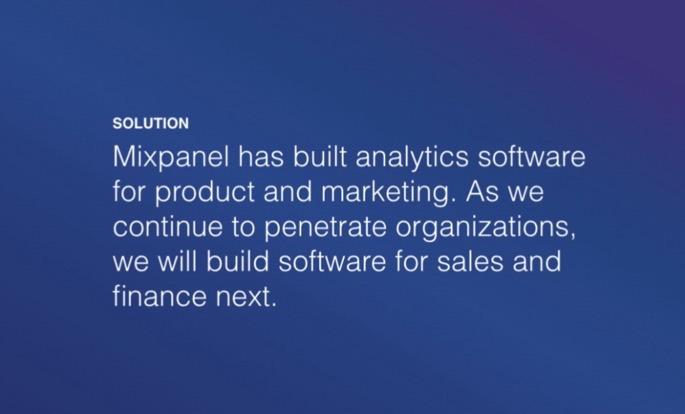 SOLUTION
Mixpanel has built analytics software
for product and marketing. As we
continue to penetrate organizations,
we will build software for sales and
finance next.